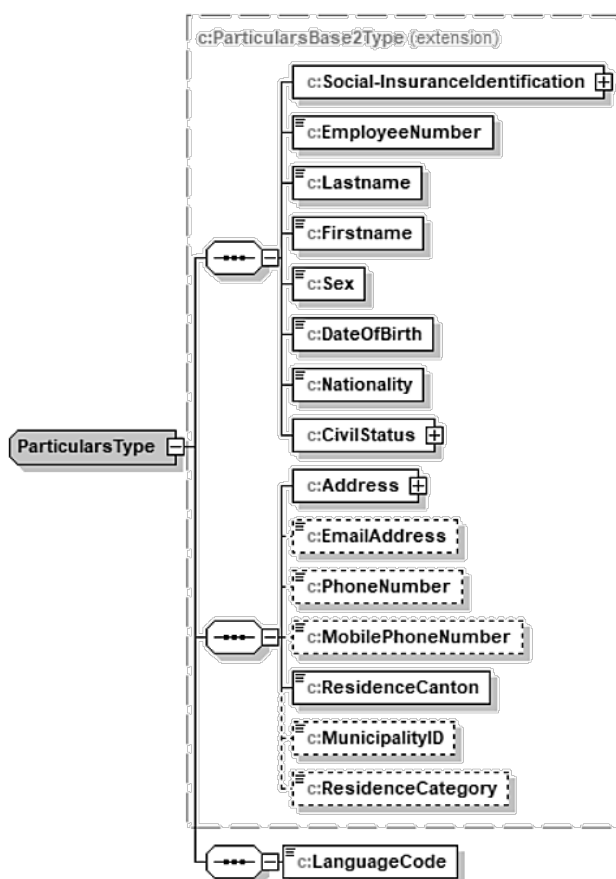 c:ParticularsBase2Type (extension)
c:Social-InsuranceIdentification
c:EmployeeNumber
c:Lastname
c:Firstname
c:Sex
c:DateOfBirth
c:Nationality
c:CivilStatus
ParticularsType
c:Address
c:EmailAddress
c:PhoneNumber
c:MobilePhoneNumber
c:ResidenceCanton
c:MunicipalityID
c:ResidenceCategory
c:LanguageCode